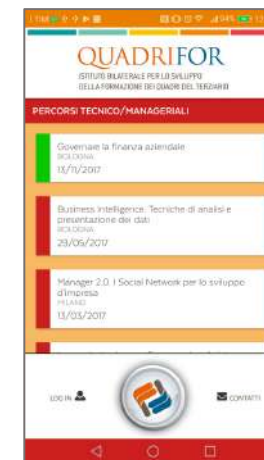 94%
QUADRIFOR
ISTITUTO BILATERALE PER LO SVILUPPO
DELLA FORMAZIONE DEI QUADRI DEL TERZIARIO
PERCORSI TECNICO/MANAGERIALI
Governare la finanza aziendale
BOLOGNA
13/11/2017
Business Intelligence. Tecniche di analisi e
presentazione dei dati
BOLOGNA
29/05/2017
Manager 2.0. I Social Network per lo sviluppo
d'impresa
MILANO
13/03/2017
LOG IN
CONTATTI